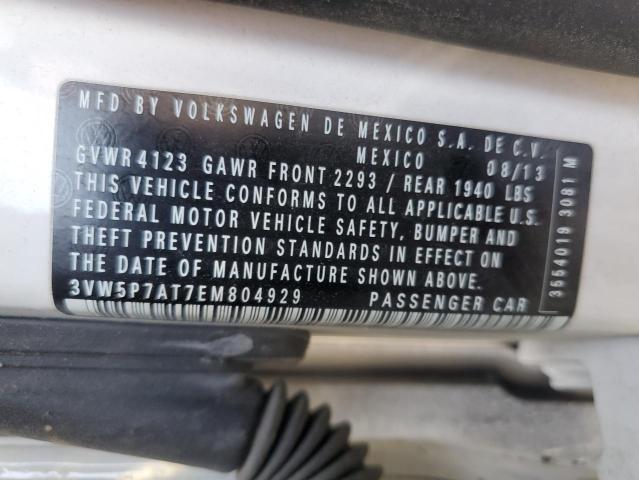 MFD BY VOLKSWAGEN DE MEXICO S.A. DE C.V.
MEXICO 08/13
GVWR 4123 GAWR FRONT 2293 / REAR 1940 LBS
THIS VEHICLE CONFORMS TO ALL APPLICABLE U.S.
FEDERAL MOTOR VEHICLE SAFETY, BUMPER AND
THEFT PREVENTION STANDARDS IN EFFECT ON
THE DATE OF MANUFACTURE SHOWN ABOVE.
3VW5P7AT7EM804929 PASSENGER CAR
3554019 3081 M